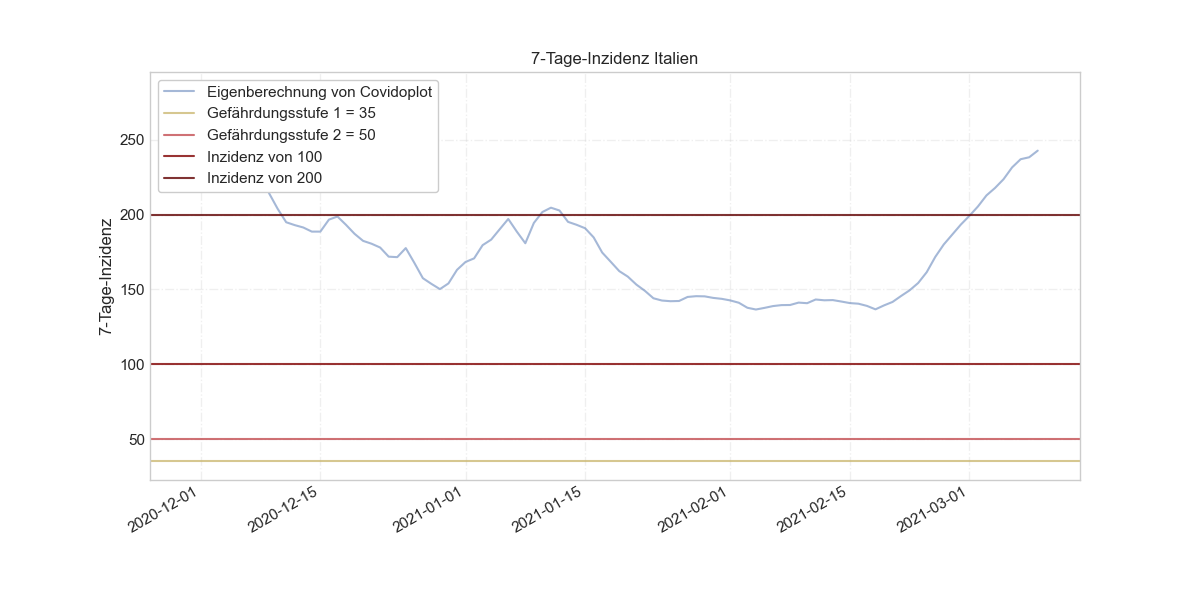 7-Tage-Inzidenz Italien
Eigenberechnung von Covidoplot
Gefährdungsstufe 1 = 35
Gefährdungsstufe 2 = 50
Inzidenz von 100
Inzidenz von 200
7-Tage-Inzidenz
250
200
150
100
50
2020-12-01
2020-12-15
2021-01-01
2021-01-15
2021-02-01
2021-02-15
2021-03-01